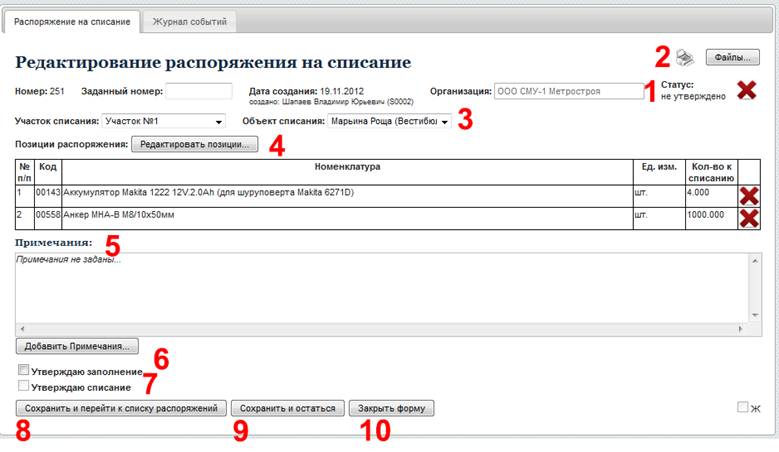 Распоряжение на списание Журнал событий
Редактирование распоряжения на списание 2 Файлы...
Номер: 251 Заданный номер: Дата создания: 19.11.2012 Организация: ООО СМУ-1 Метрострой 1 Статус:
создано: Шапаев Владимир Юрьевич (S0002) не утверждено
Участок списания: Участок №1 Объект списания: Марьина Роща (Вестибюл 3
Позиции распоряжения: Редактировать позиции... 4
№ п/п Код Номенклатура Ед. изм. Кол-во к списанию
1 00143 Аккумулятор Makita 1222 12V.2.0Ah (для шуруповерта Makita 6271D) шт. 4.000
2 00558 Анкер МНА-В М8/10х50мм шт. 1000.000
Примечания: 5
Примечания не заданы...
Добавить Примечания...
Утверждаю заполнение 6
Утверждаю списание 7
Сохранить и перейти к списку распоряжений Сохранить и остаться Закрыть форму Ж
8 9 10